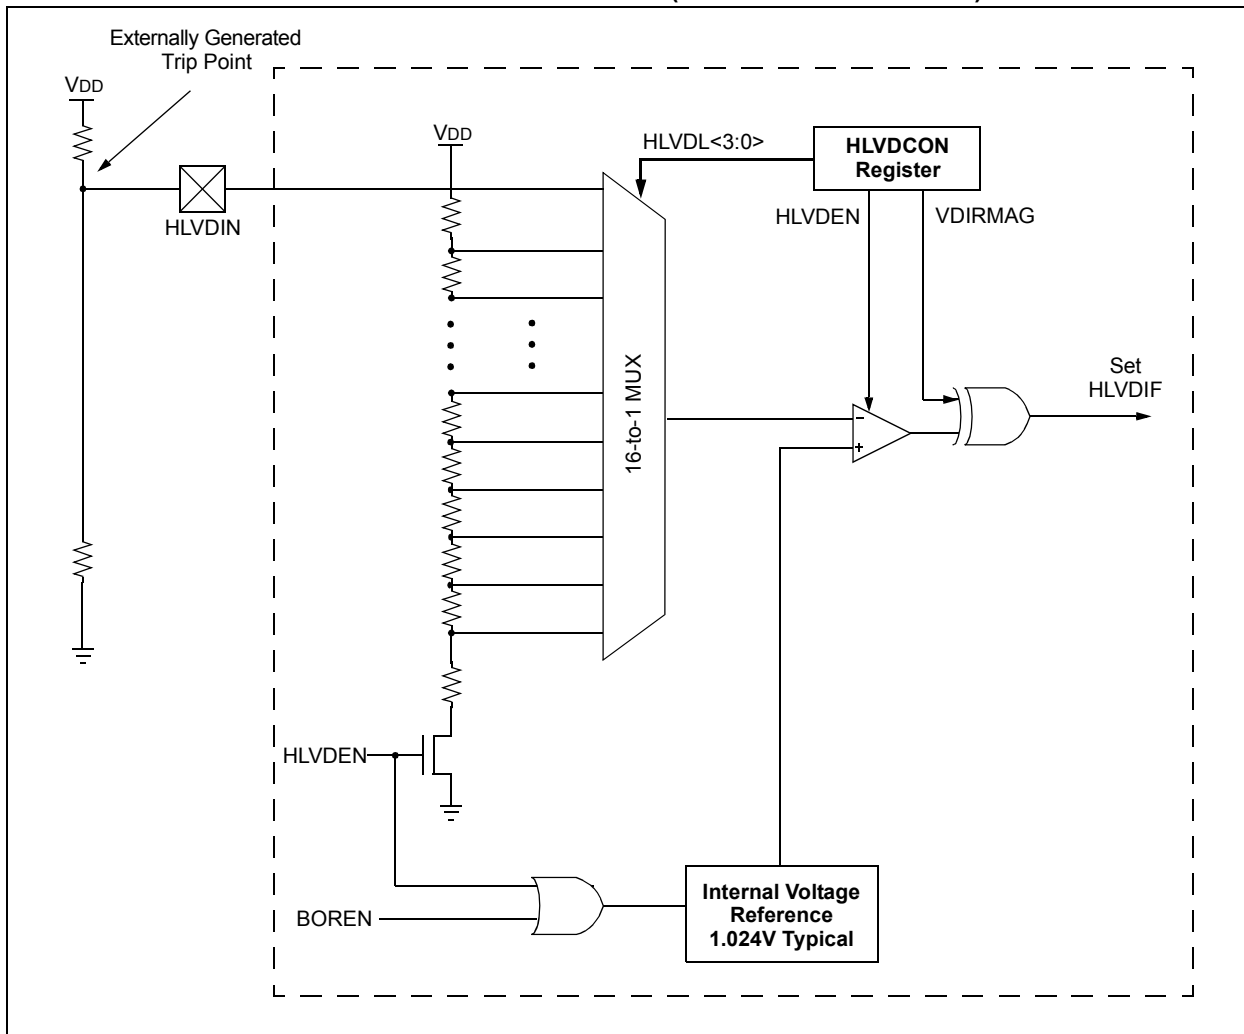 Externally Generated
Trip Point
VDD
VDD
HLVDL<3:0>
HLVDCON
Register
HLVDIN
HLVDEN
VDIRMAG
16-to-1 MUX
Set
HLVDIF
-
+
HLVDEN
BOREN
Internal Voltage
Reference
1.024V Typical